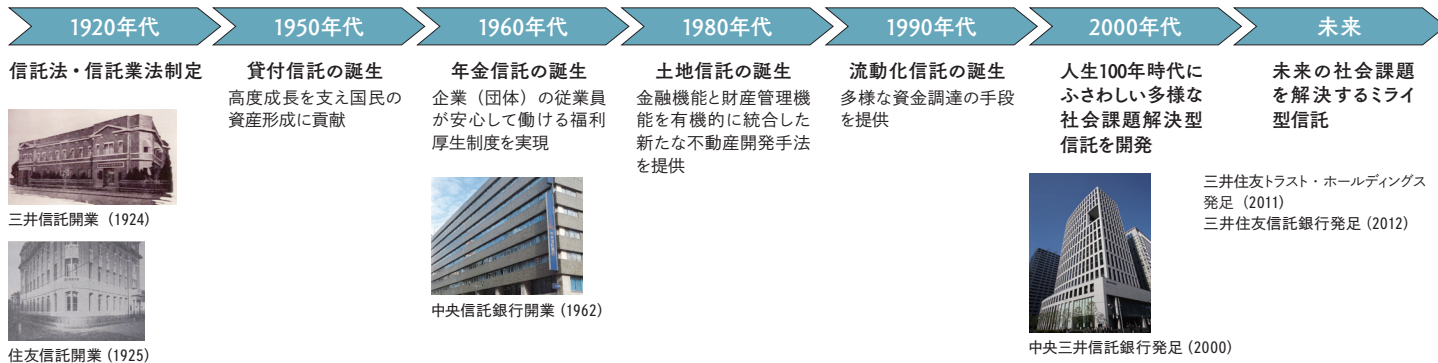 1920年代
1950年代
1960年代
1980年代
1990年代
2000年代
未来
信託法・信託業法制定
三井信託開業（1924）
住友信託開業（1925）
貸付信託の誕生
高度成長を支え国民の
資産形成に貢献
年金信託の誕生
企業（団体）の従業員
が安心して働ける福利
厚生制度を実現
中央信託銀行開業（1962）
土地信託の誕生
金融機能と財産管理機
能を有機的に統合した
新たな不動産開発手法
を提供
流動化信託の誕生
多様な資金調達の手段
を提供
人生100年時代に
ふさわしい多様な
社会課題解決型
信託を開発
中央三井信託銀行発足（2000）
未来の社会課題
を解決するミライ
型信託
三井住友トラスト・ホールディングス
発足（2011）
三井住友信託銀行発足（2012）